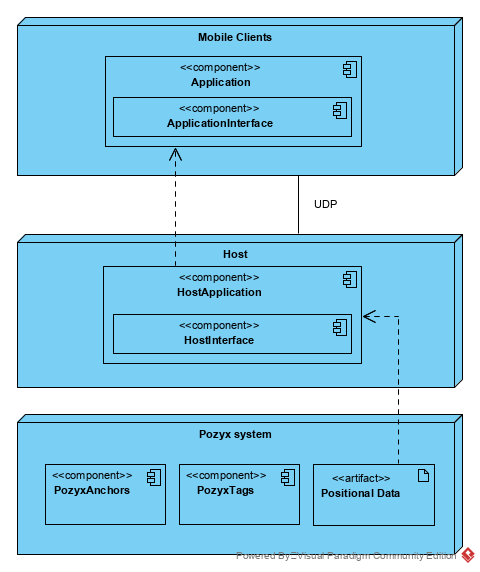 Mobile Clients
<<component>>
Application
<<component>>
ApplicationInterface
UDP
Host
<<component>>
HostApplication
<<component>>
HostInterface
Pozyx system
<<component>>
PozyxAnchors
<<component>>
PozyxTags
<<artifact>>
Positional Data
Powered By Visual Paradigm Community Edition